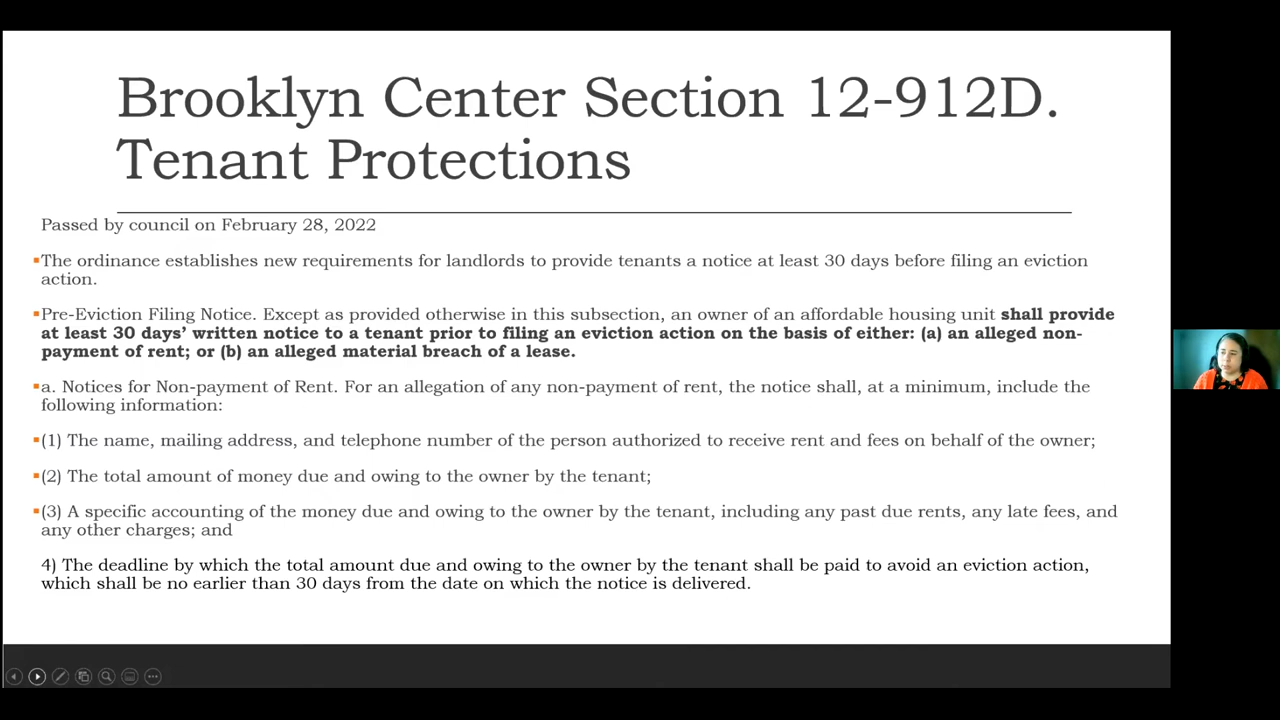 Brooklyn Center Section 12-912D.
Tenant Protections
Passed by council on February 28, 2022
▪The ordinance establishes new requirements for landlords to provide tenants a notice at least 30 days before filing an eviction
action.
▪Pre-Eviction Filing Notice. Except as provided otherwise in this subsection, an owner of an affordable housing unit shall provide
at least 30 days’ written notice to a tenant prior to filing an eviction action on the basis of either: (a) an alleged non-
payment of rent; or (b) an alleged material breach of a lease.
▪a. Notices for Non-payment of Rent. For an allegation of any non-payment of rent, the notice shall, at a minimum, include the
following information:
▪(1) The name, mailing address, and telephone number of the person authorized to receive rent and fees on behalf of the owner;
▪(2) The total amount of money due and owing to the owner by the tenant;
▪(3) A specific accounting of the money due and owing to the owner by the tenant, including any past due rents, any late fees, and
any other charges; and
4) The deadline by which the total amount due and owing to the owner by the tenant shall be paid to avoid an eviction action,
which shall be no earlier than 30 days from the date on which the notice is delivered.